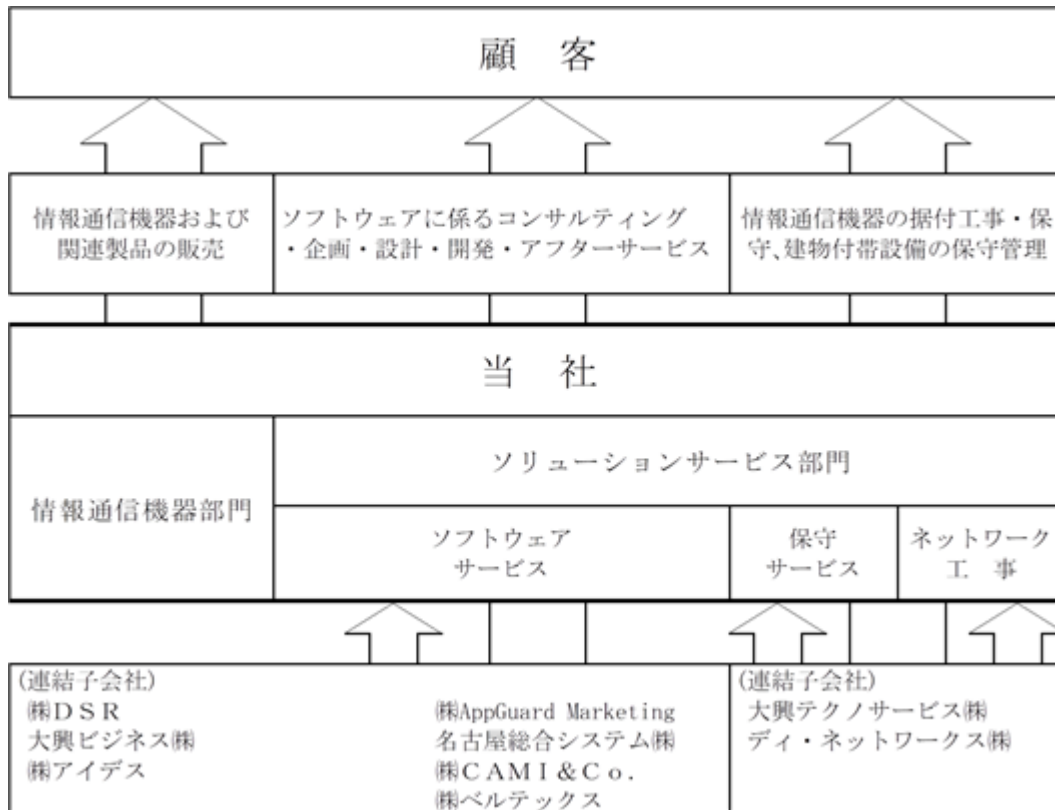 顧　客
情報通信機器および
関連製品の販売
ソフトウェアに係るコンサルティング
・企画・設計・開発・アフターサービス
情報通信機器の据付工事・保
守、建物付帯設備の保守管理
当　社
情報通信機器部門
ソリューションサービス部門
ソフトウェア
サービス
保守
サービス
ネットワーク
工　事
(連結子会社)
㈱ＤＳＲ
大興ビジネス㈱
㈱アイデス
㈱AppGuard Marketing
名古屋総合システム㈱
㈱ＣＡＭＩ&Ｃｏ.
㈱ベルテックス
(連結子会社)
大興テクノサービス㈱
ディ・ネットワークス㈱